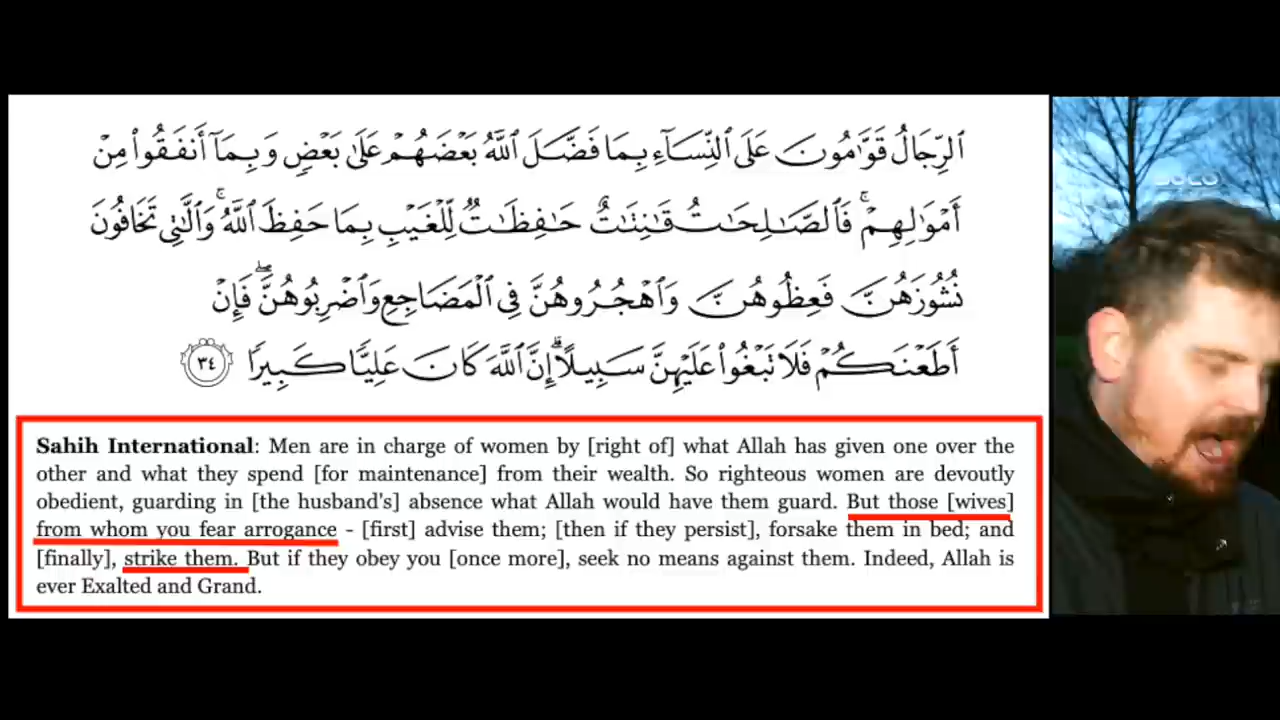 ٱلرِّجَالُ قَوَّٰمُونَ عَلَى ٱلنِّسَآءِ بِمَا فَضَّلَ ٱللَّهُ بَعْضَهُمْ عَلَىٰ بَعْضٍ وَبِمَآ أَنفَقُوا۟ مِنْ
أَمْوَٰلِهِمْ ۚ فَٱلصَّٰلِحَٰتُ قَٰنِتَٰتٌ حَٰفِظَٰتٌ لِّلْغَيْبِ بِمَا حَفِظَ ٱللَّهُ ۚ وَٱلَّٰتِى تَخَافُونَ
نُشُوزَهُنَّ فَعِظُوهُنَّ وَٱهْجُرُوهُنَّ فِى ٱلْمَضَاجِعِ وَٱضْرِبُوهُنَّ ۖ فَإِنْ
أَطَعْنَكُمْ فَلَا تَبْغُوا۟ عَلَيْهِنَّ سَبِيلًا ۗ إِنَّ ٱللَّهَ كَانَ عَلِيًّا كَبِيرًا ٣٤
Sahih International: Men are in charge of women by [right of] what Allah has given one over the
other and what they spend [for maintenance] from their wealth. So righteous women are devoutly
obedient, guarding in [the husband's] absence what Allah would have them guard. But those [wives]
from whom you fear arrogance - [first] advise them; [then if they persist], forsake them in bed; and
[finally], strike them. But if they obey you [once more], seek no means against them. Indeed, Allah is
ever Exalted and Grand.